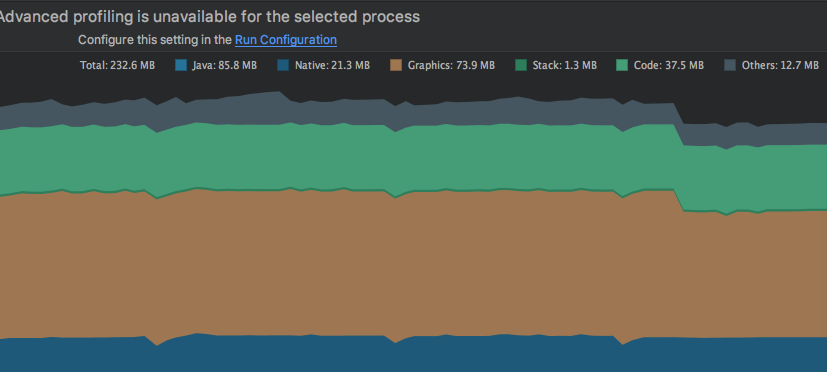 Advanced profiling is unavailable for the selected process
Configure this setting in the Run Configuration
Total: 232.6 MB Java: 85.8 MB Native: 21.3 MB Graphics: 73.9 MB Stack: 1.3 MB Code: 37.5 MB Others: 12.7 MB